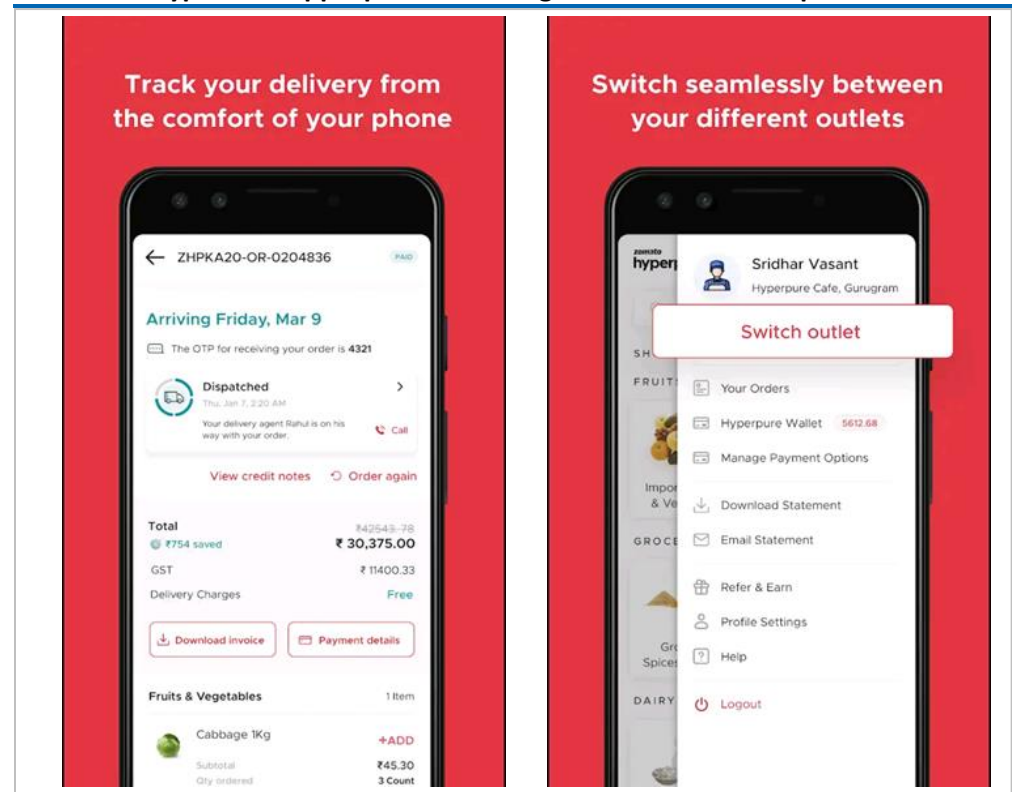 Track your delivery from
the comfort of your phone
ZHPKA20-OR-0204836 PAID
Arriving Friday, Mar 9
The OTP for receiving your order is 4321
Dispatched
Thu, Jan 7, 2:20 AM
Your delivery agent Rahul is on his
way with your order.
Call
View credit notes Order again
Total ₹42543.78
₹754 saved ₹ 30,375.00
GST ₹ 11400.33
Delivery Charges Free
Download invoice Payment details
Fruits & Vegetables 1 Item
Cabbage 1Kg
+ADD
Subtotal ₹45.30
Qty ordered 3 Count
Switch seamlessly between
your different outlets
zomato
hyperp
Sridhar Vasant
Hyperpure Cafe, Gurugram
Switch outlet
SH
FRUIT
Your Orders
Hyperpure Wallet 5612.68
Manage Payment Options
Impor
& Ve
Download Statement
GROCE
Email Statement
Refer & Earn
Profile Settings
Gro
Spices
Help
DAIRY
Logout